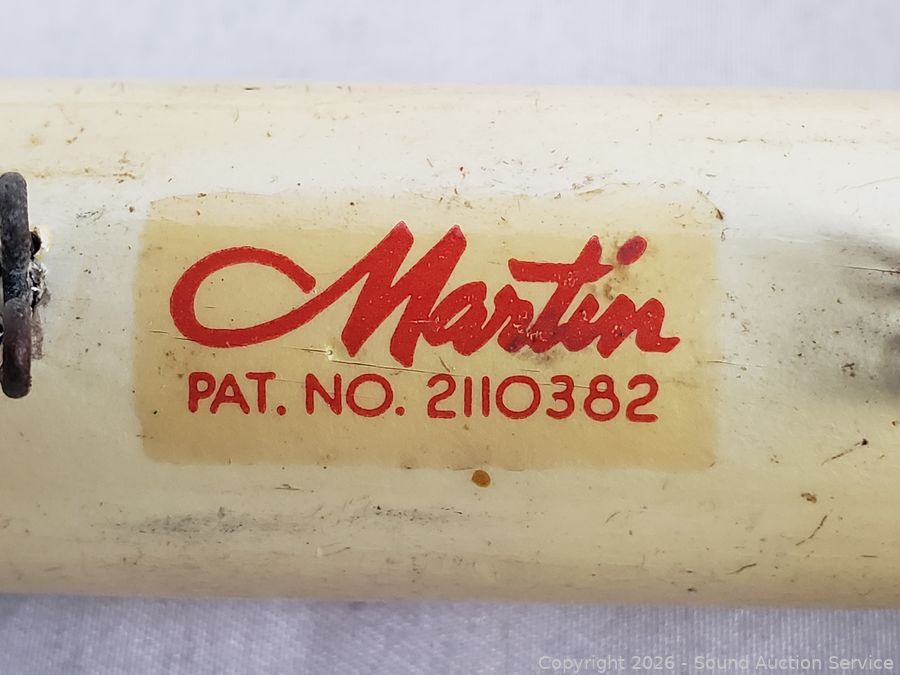 Martin
PAT. NO. 2110382
Copyright 2026 - Sound Auction Service